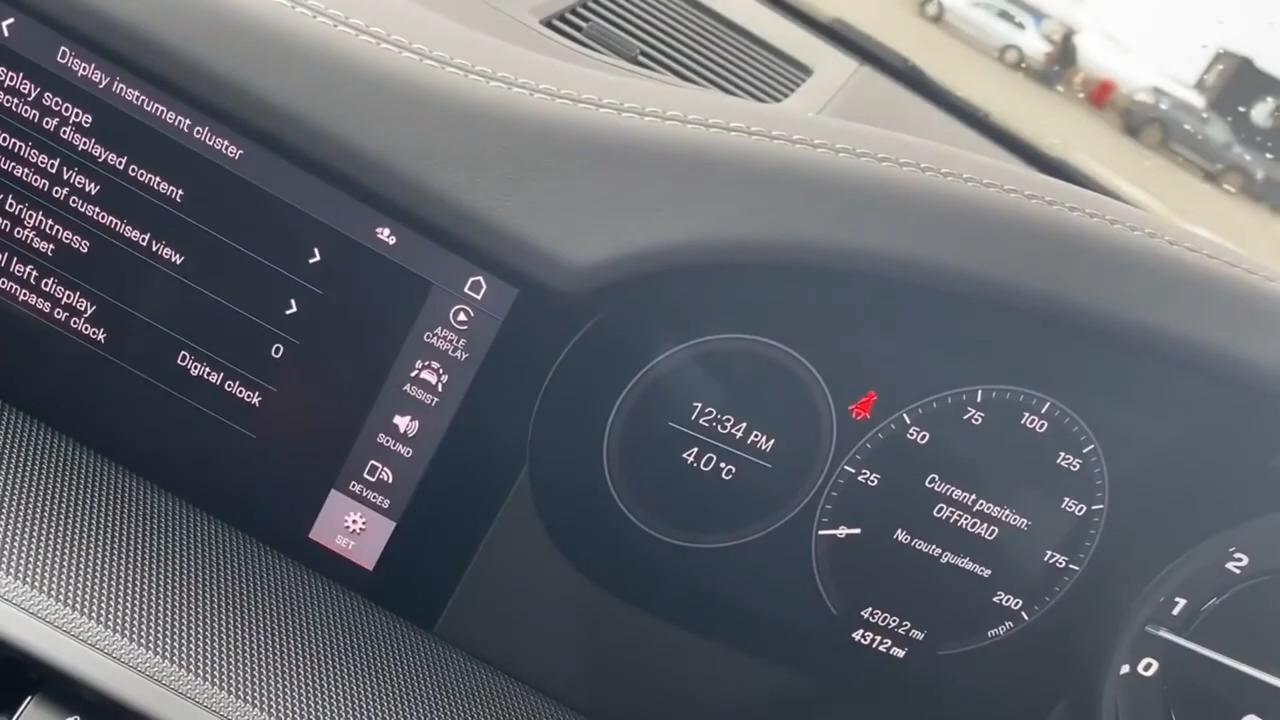 Display instrument cluster
splay scope
ection of displayed content
omised view
uration of customised view
brightness
en offset
0
l left display
ompass or clock
Digital clock
APPLE
CARPLAY
ASSIST
SOUND
DEVICES
SET
12:34 PM
4.0°C
25
50
75
100
125
150
175
200
mph
Current position:
OFFROAD
No route guidance
4309.2 mi
4312 mi
0
1
2